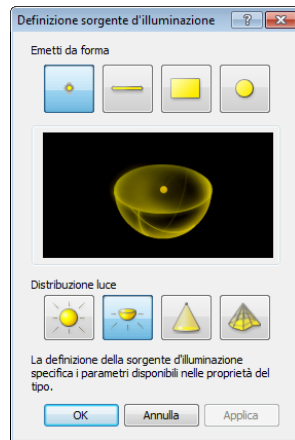 Definizione sorgente d'illuminazione
Emetti da forma
Distribuzione luce
La definizione della sorgente d'illuminazione
specifica i parametri disponibili nelle proprietà del
tipo.
OK
Annulla
Applica